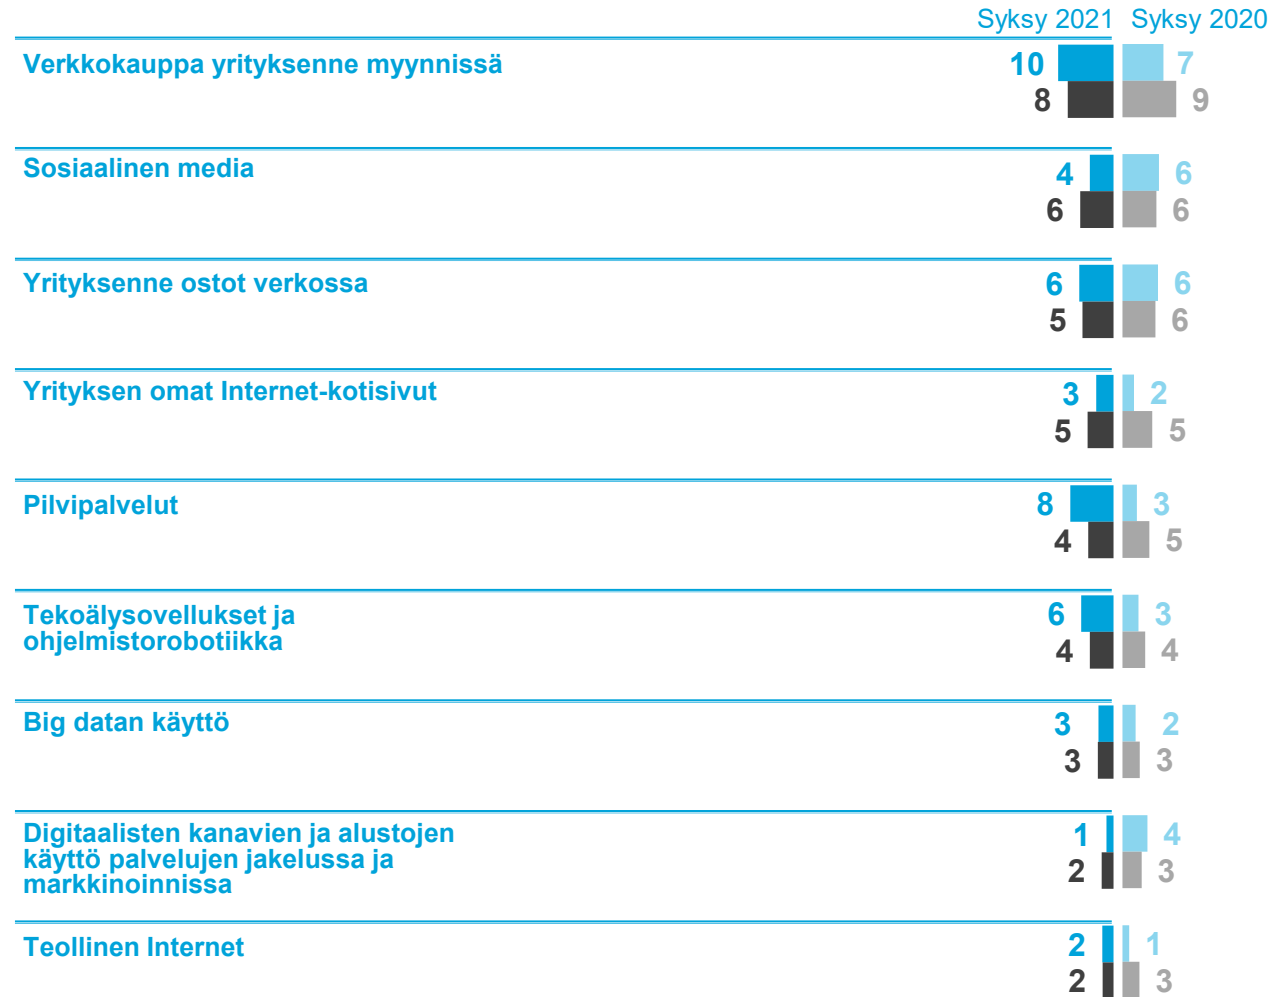 Syksy 2021 Syksy 2020
Verkkokauppa yrityksenne myynnissä 10 7
8 9
Sosiaalinen media 4 6
6 6
Yrityksenne ostot verkossa 6 6
5 6
Yrityksen omat Internet-kotisivut 3 2
5 5
Pilvipalvelut 8 3
4 5
Tekoälysovellukset ja 6 3
ohjelmistorobotiikka 4 4
Big datan käyttö 3 2
3 3
Digitaalisten kanavien ja alustojen 1 4
käyttö palvelujen jakelussa ja 2 3
markkinoinnissa
Teollinen Internet 2 1
2 3